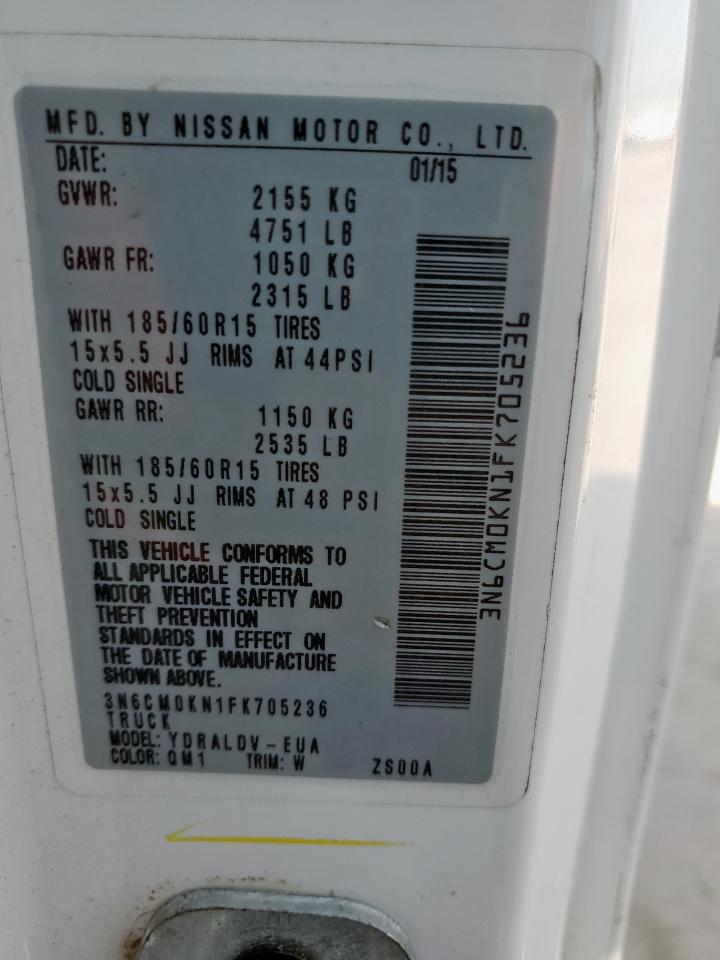 MFD. BY NISSAN MOTOR CO., LTD.
DATE: 01/15
GVWR: 2155 KG
4751 LB
GAWR FR: 1050 KG
2315 LB
WITH 185/60R15 TIRES
15x5.5 JJ RIMS AT 44PSI
COLD SINGLE
GAWR RR: 1150 KG
2535 LB
WITH 185/60R15 TIRES
15x5.5 JJ RIMS AT 48 PSI
COLD SINGLE
THIS VEHICLE CONFORMS TO
ALL APPLICABLE FEDERAL
MOTOR VEHICLE SAFETY AND
THEFT PREVENTION
STANDARDS IN EFFECT ON
THE DATE OF MANUFACTURE
SHOWN ABOVE.
3N6CM0KN1FK705236
TRUCK
MODEL: YDRALDV-EUA
COLOR: QM1 TRIM: W ZS00A
3N6CM0KN1FK705236